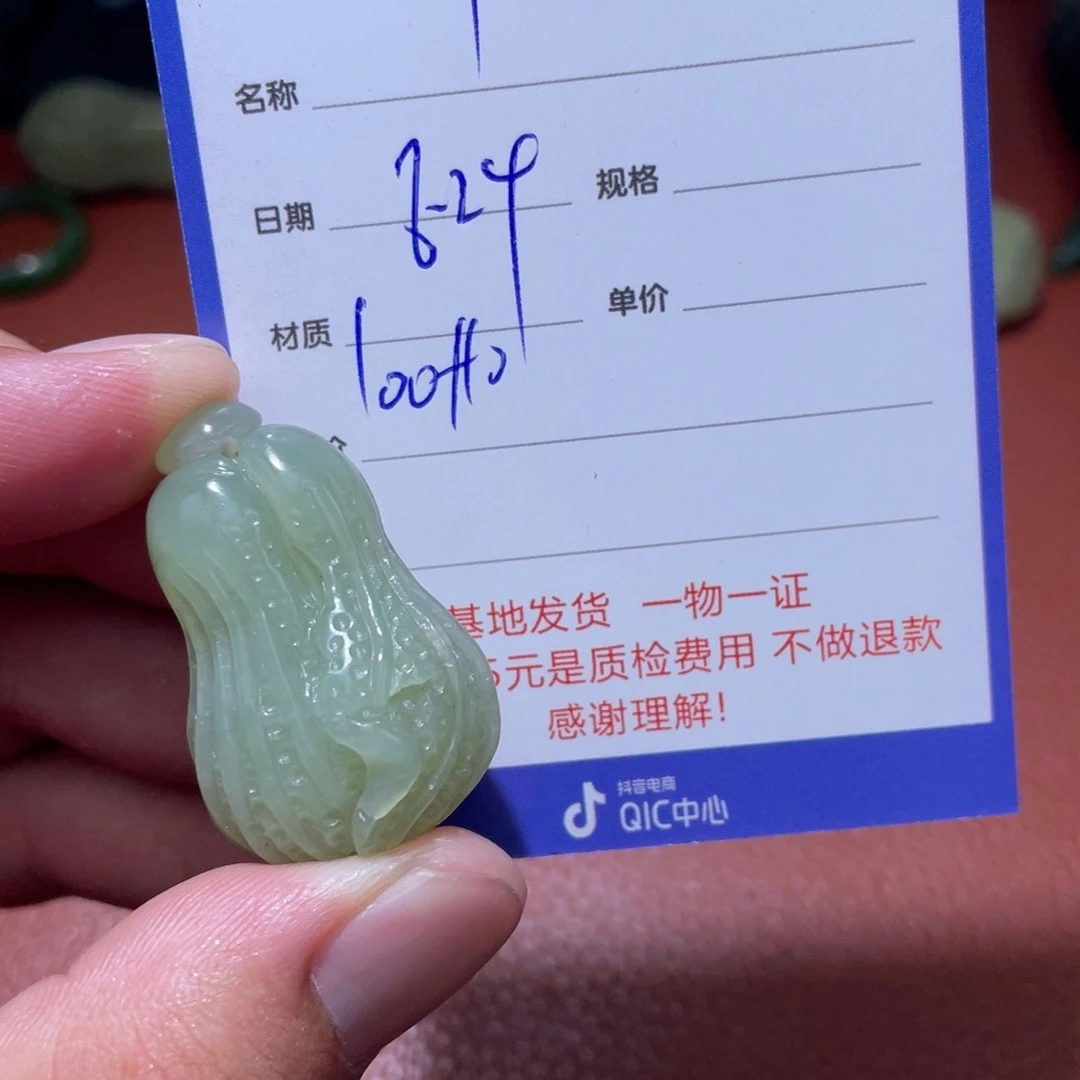 名称
日期 8-24 规格
材质 单价
基地发货 一物一证
5元是质检费用 不做退款
感谢理解!
抖音电商
QIC中心